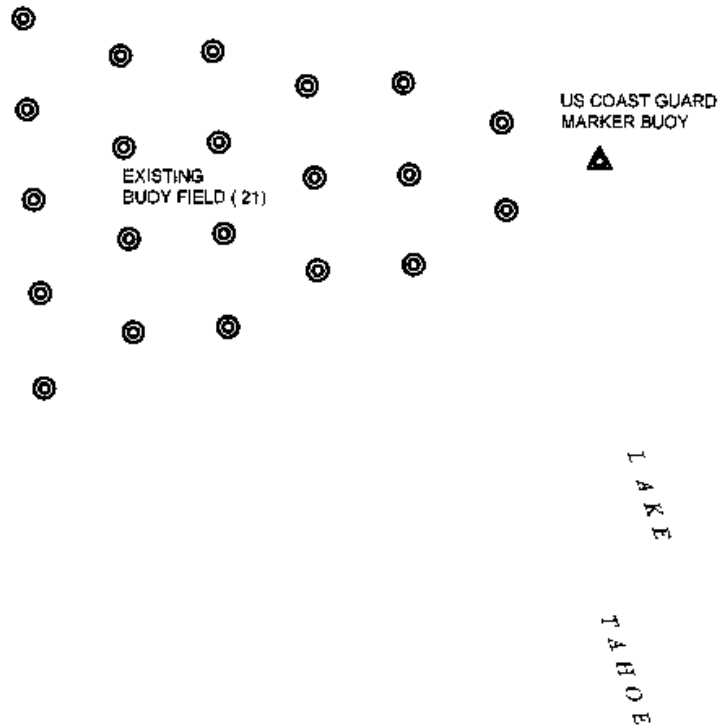 US COAST GUARD
MARKER BUOY
EXISTING
BUOY FIELD ( 21)
LAKE
TAHOE